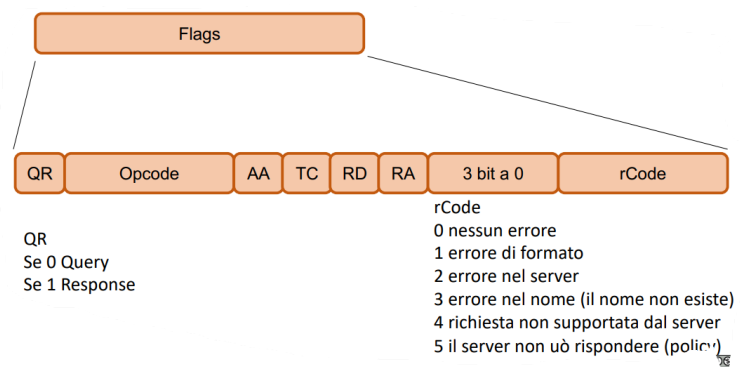 Flags
QR Opcode AA TC RD RA 3 bit a 0 rCode
QR
Se 0 Query
Se 1 Response
rCode
0 nessun errore
1 errore di formato
2 errore nel server
3 errore nel nome (il nome non esiste)
4 richiesta non supportata dal server
5 il server non uò rispondere (policy)